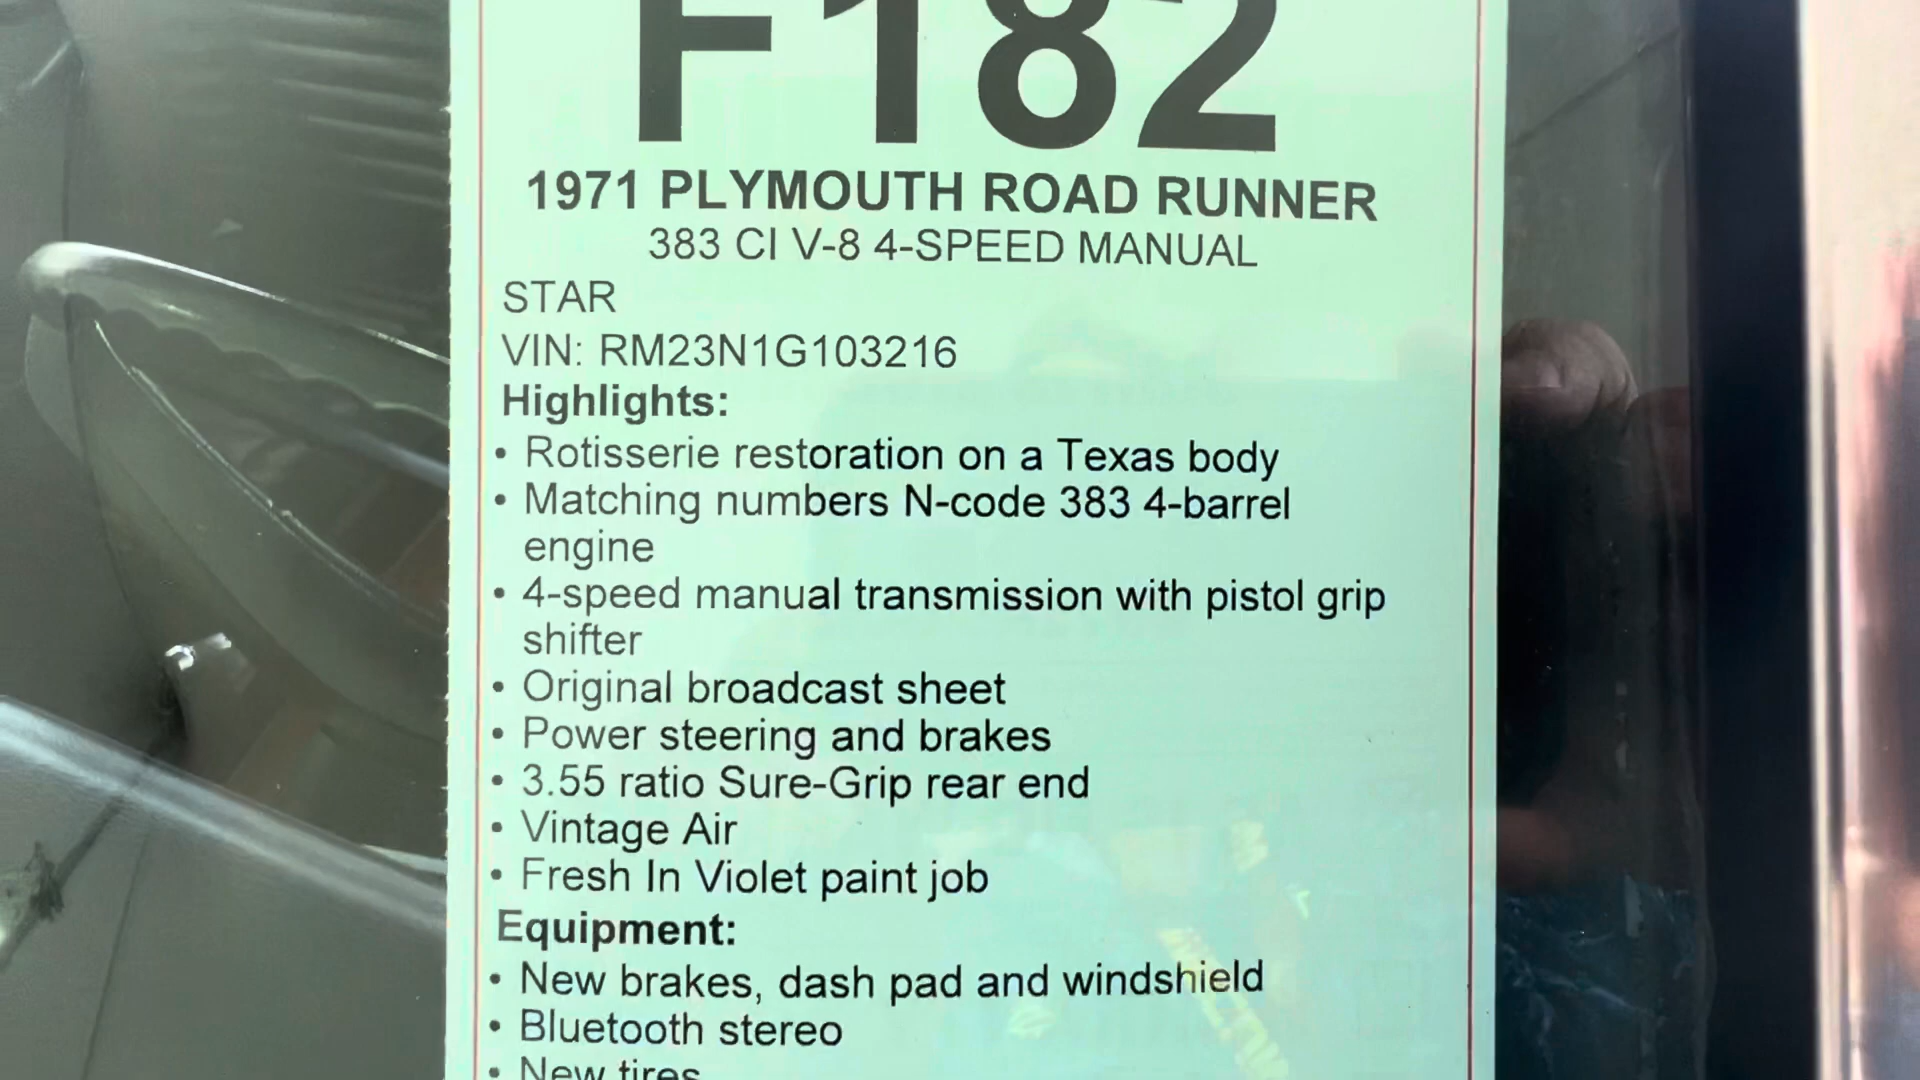 F182
1971 PLYMOUTH ROAD RUNNER
383 CI V-8 4-SPEED MANUAL
STAR
VIN: RM23N1G103216
Highlights:
• Rotisserie restoration on a Texas body
• Matching numbers N-code 383 4-barrel
engine
• 4-speed manual transmission with pistol grip
shifter
• Original broadcast sheet
• Power steering and brakes
• 3.55 ratio Sure-Grip rear end
• Vintage Air
• Fresh In Violet paint job
Equipment:
• New brakes, dash pad and windshield
• Bluetooth stereo
• New tires